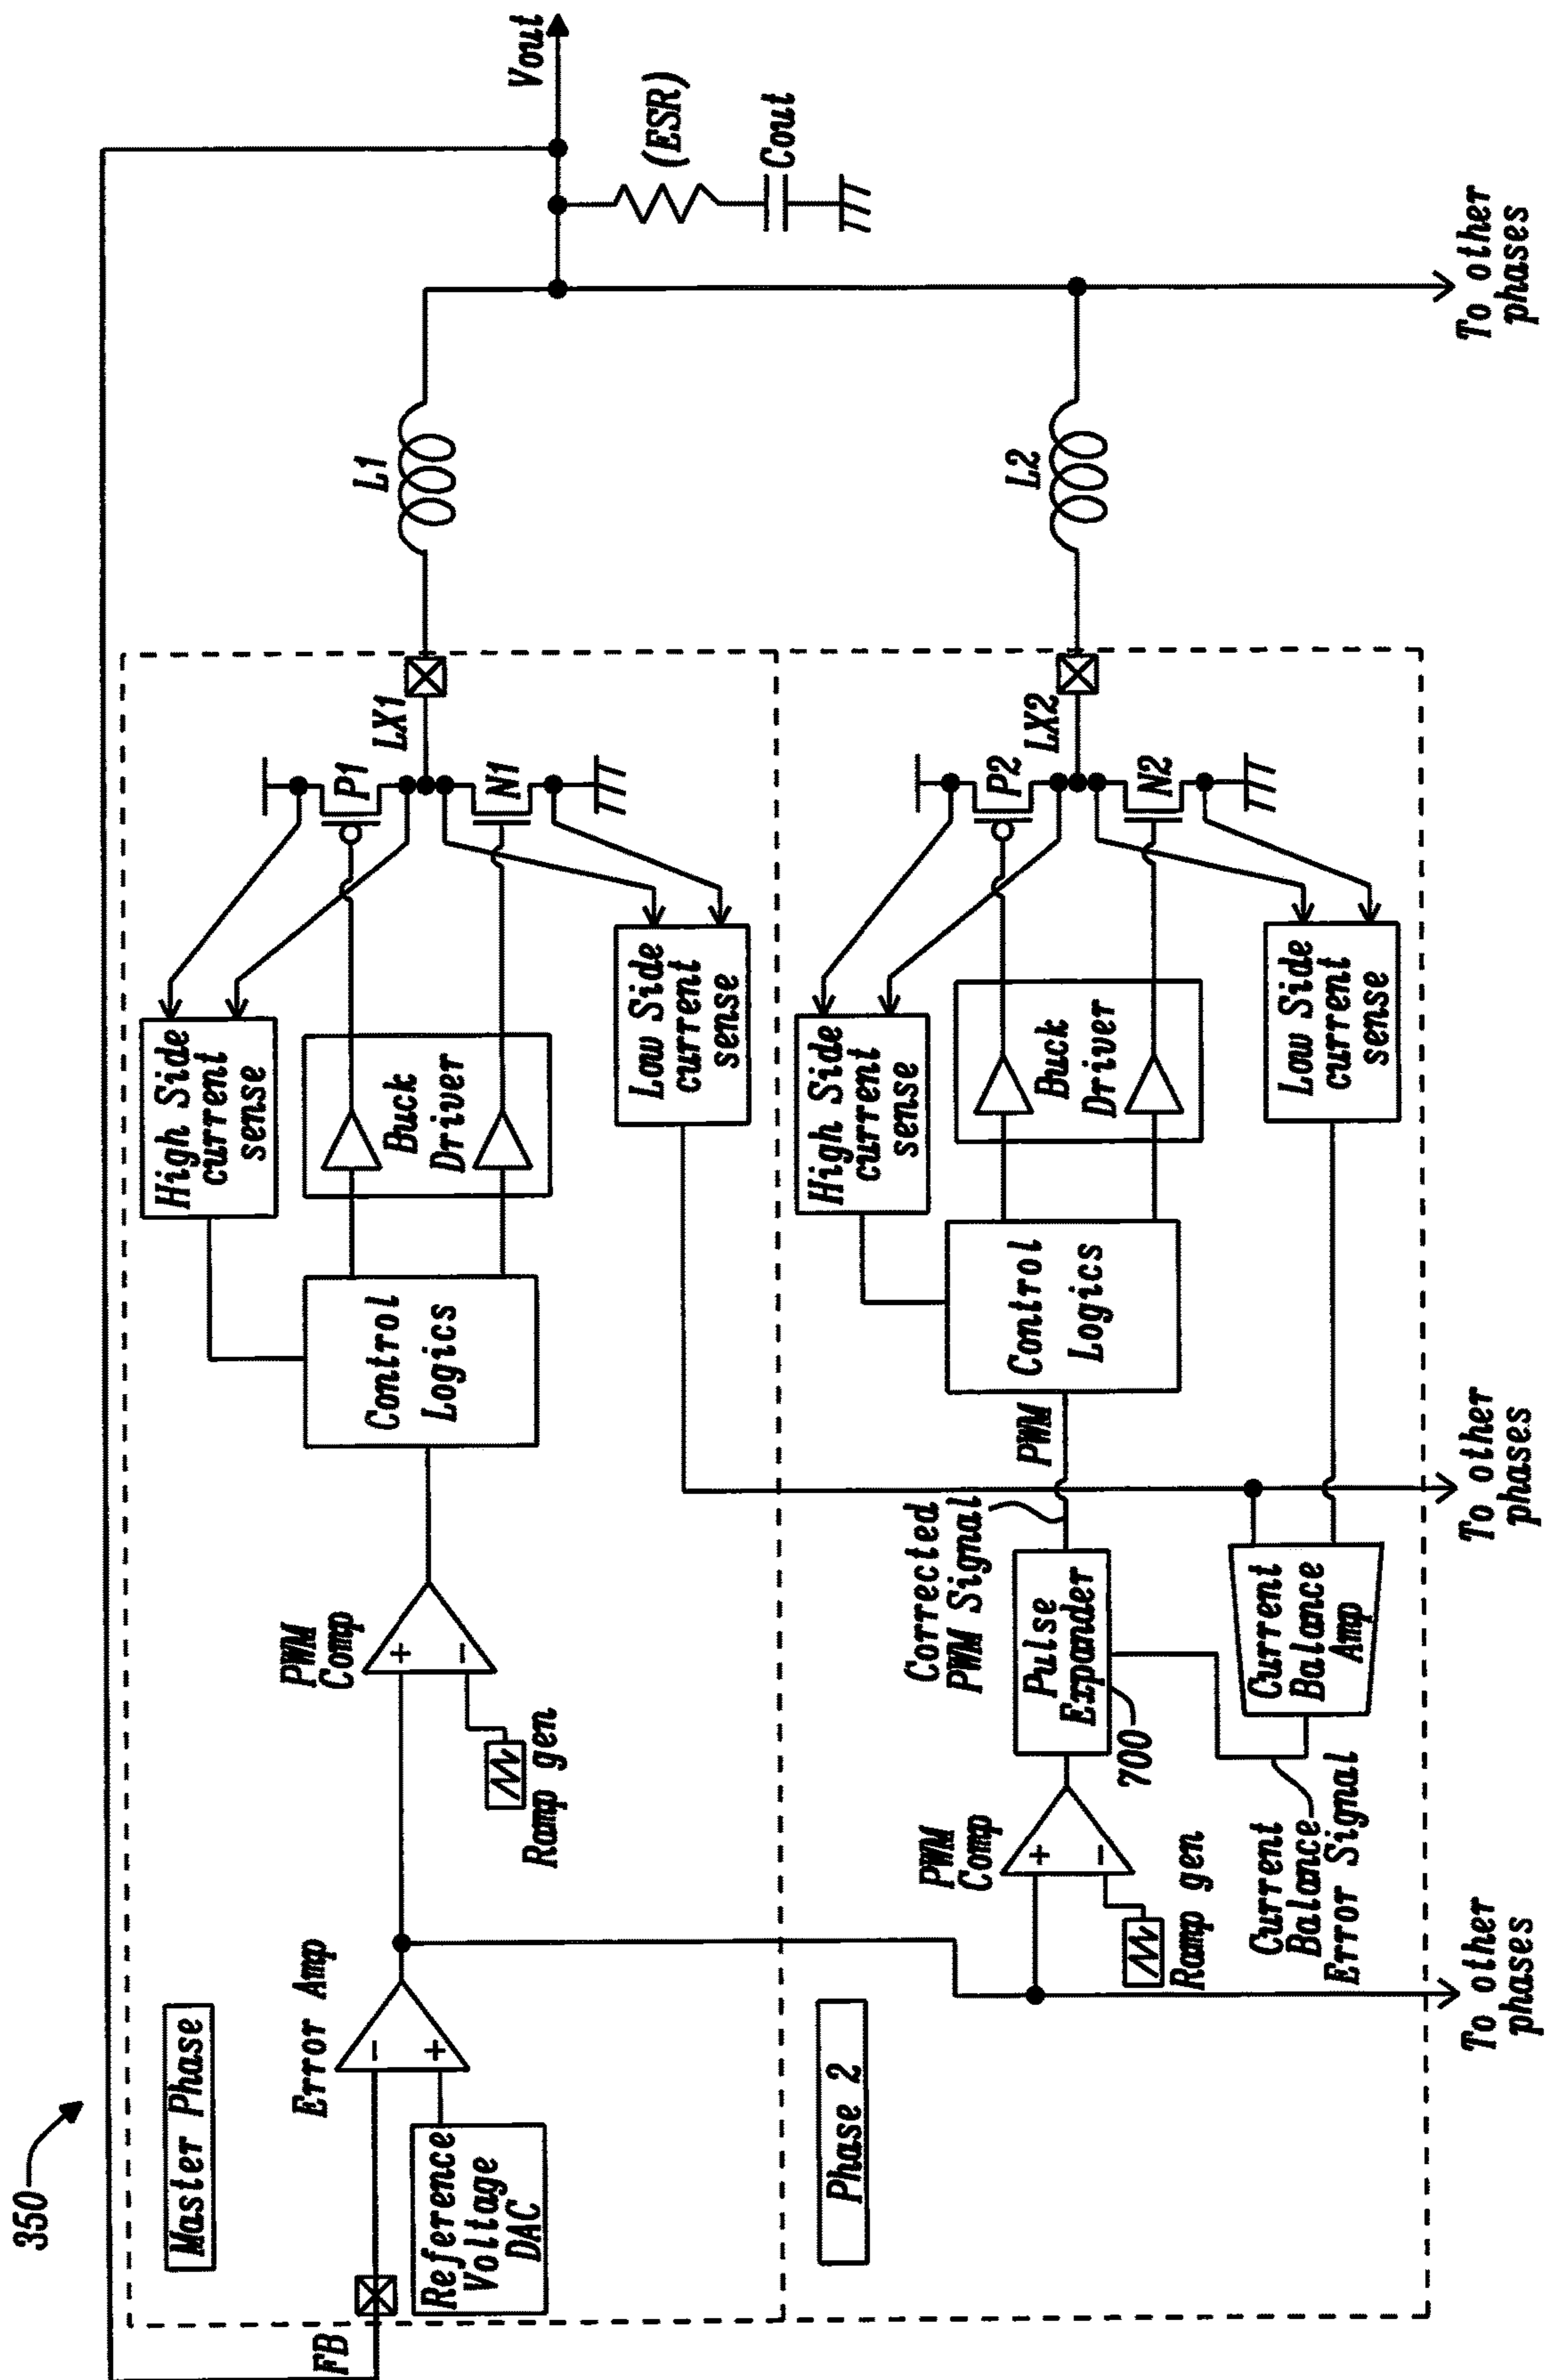 350
Master Phase
FB
Reference
Voltage
DAC
Error Amp
-
+
PWM
Comp
+
-
Ramp gen
Control
Logics
High Side
current
sense
Buck
Driver
Low Side
current
sense
P1
N1
LX1
L1
Vout
(ESR)
Cout
Phase 2
PWM
Comp
+
-
Ramp gen
Pulse
Expander
700
Corrected
PWM Signal
PWM
Current
Balance
Error Signal
Current
Balance
Amp
Control
Logics
High Side
current
sense
Buck
Driver
Low Side
current
sense
P2
N2
LX2
L2
To other
phases
To other
phases
To other
phases